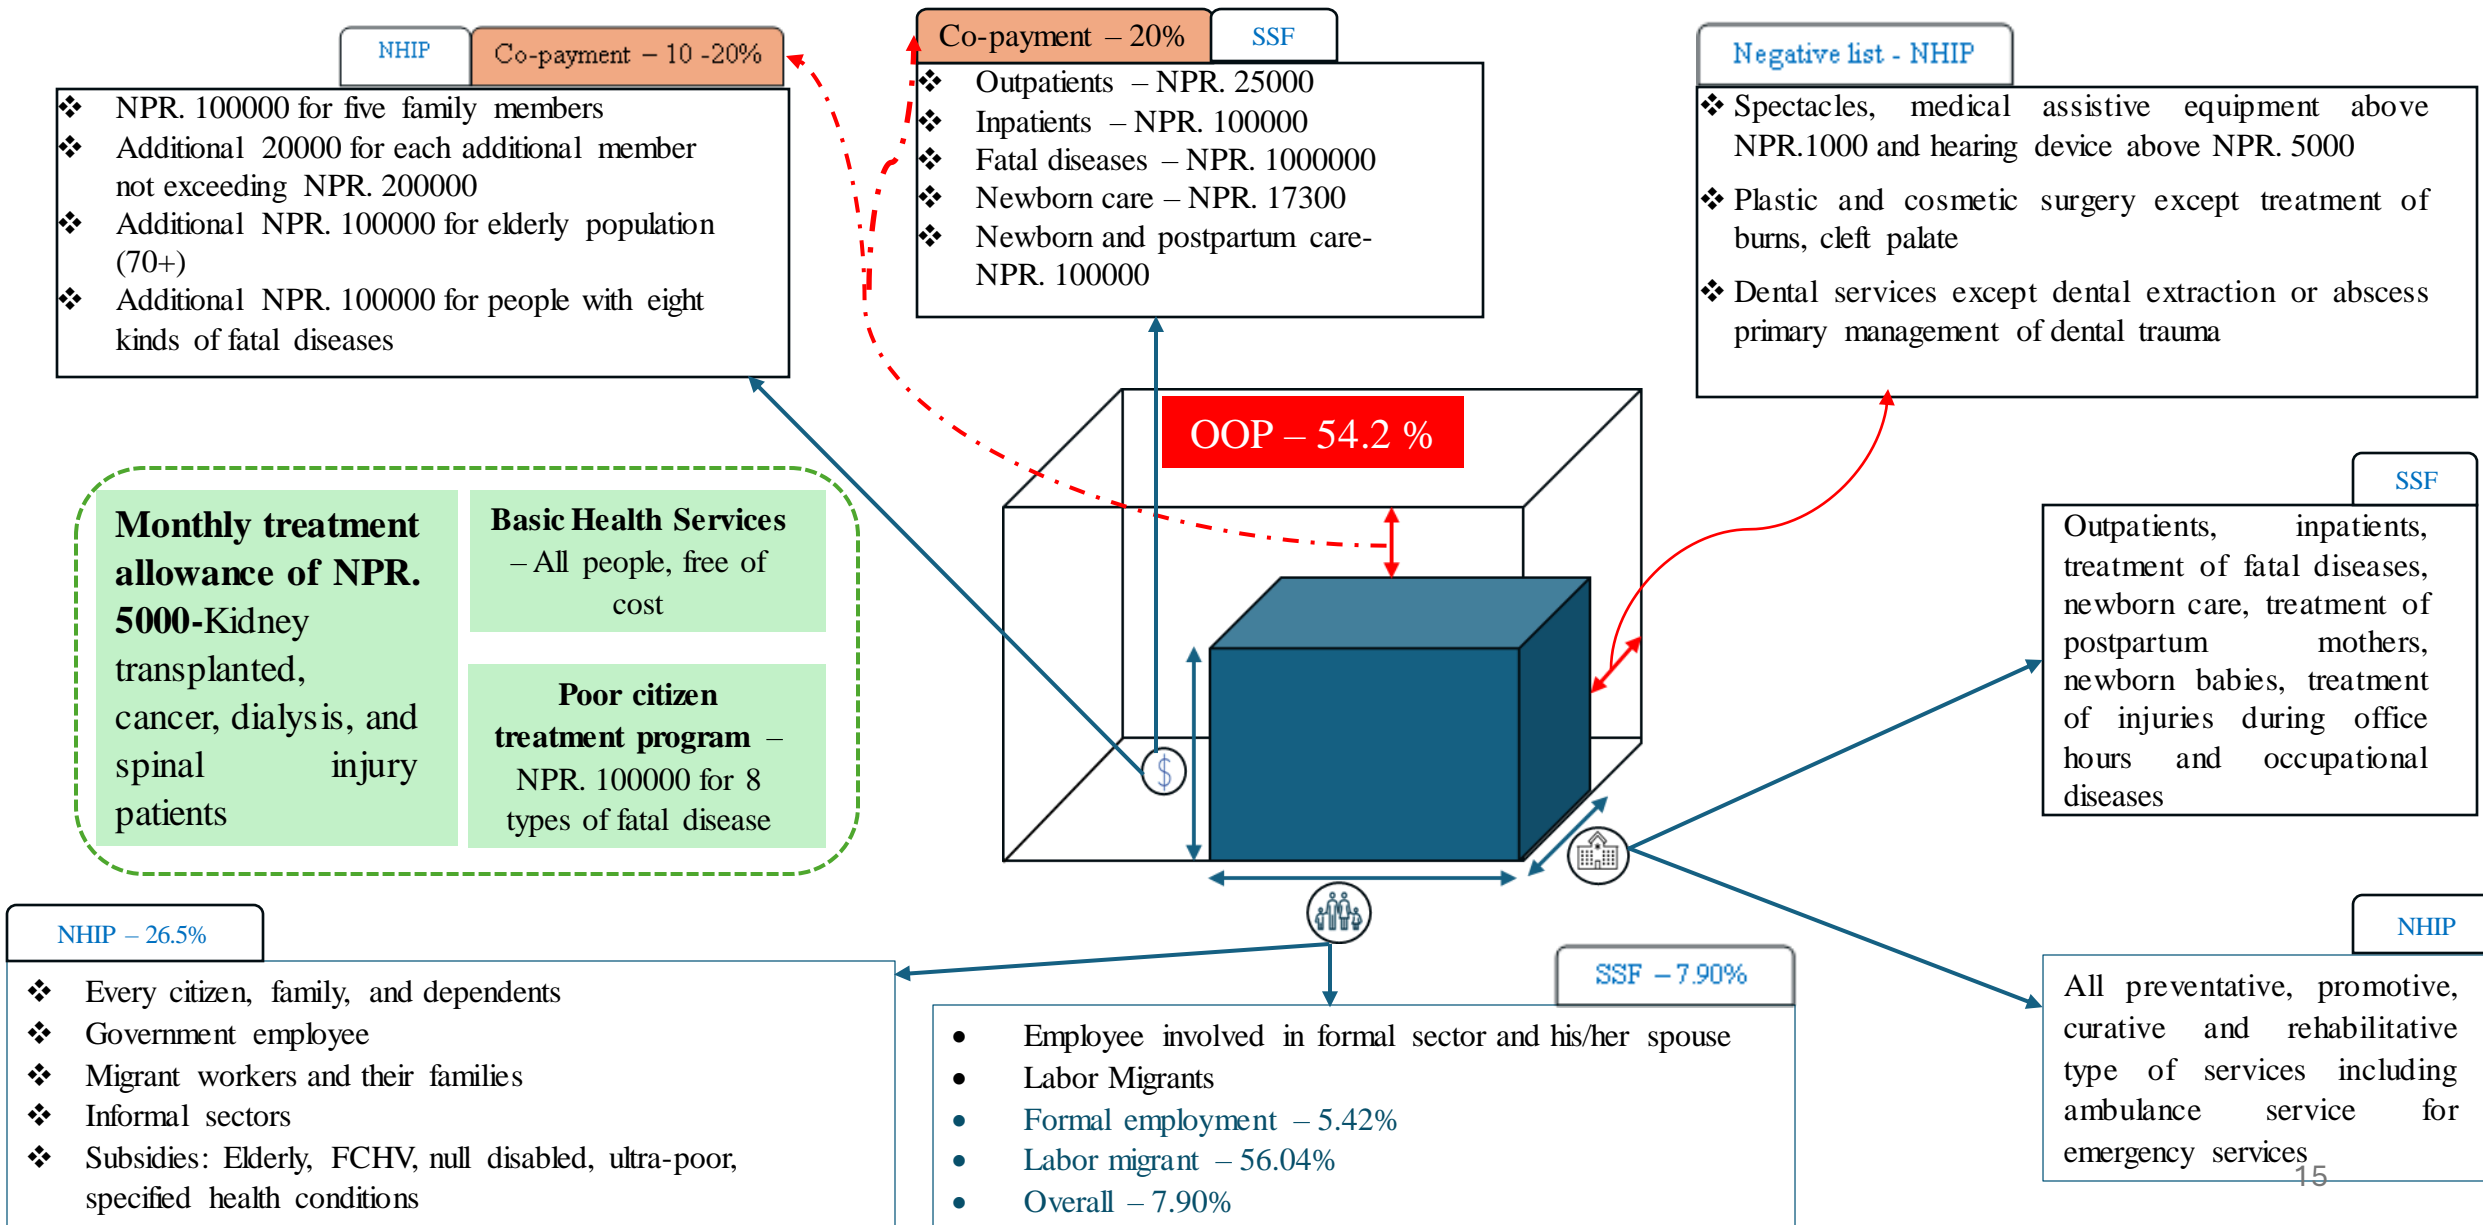 NHIP
Co-payment – 10 -20%
❖ NPR. 100000 for five family members
❖ Additional 20000 for each additional member
not exceeding NPR. 200000
❖ Additional NPR. 100000 for elderly population
(70+)
❖ Additional NPR. 100000 for people with eight
kinds of fatal diseases
Co-payment – 20%
SSF
❖ Outpatients – NPR. 25000
❖ Inpatients – NPR. 100000
❖ Fatal diseases – NPR. 1000000
❖ Newborn care – NPR. 17300
❖ Newborn and postpartum care-
NPR. 100000
Negative list - NHIP
❖ Spectacles, medical assistive equipment above
NPR.1000 and hearing device above NPR. 5000
❖ Plastic and cosmetic surgery except treatment of
burns, cleft palate
❖ Dental services except dental extraction or abscess
primary management of dental trauma
OOP – 54.2 %
Monthly treatment
allowance of NPR.
5000-Kidney
transplanted,
cancer, dialysis, and
spinal injury
patients
Basic Health Services
– All people, free of
cost
Poor citizen
treatment program –
NPR. 100000 for 8
types of fatal disease
$
SSF
Outpatients, inpatients,
treatment of fatal diseases,
newborn care, treatment of
postpartum mothers,
newborn babies, treatment
of injuries during office
hours and occupational
diseases
NHIP – 26.5%
❖ Every citizen, family, and dependents
❖ Government employee
❖ Migrant workers and their families
❖ Informal sectors
❖ Subsidies: Elderly, FCHV, null disabled, ultra-poor,
specified health conditions
SSF – 7.90%
• Employee involved in formal sector and his/her spouse
• Labor Migrants
• Formal employment – 5.42%
• Labor migrant – 56.04%
• Overall – 7.90%
NHIP
All preventative, promotive,
curative and rehabilitative
type of services including
ambulance service for
emergency services
15